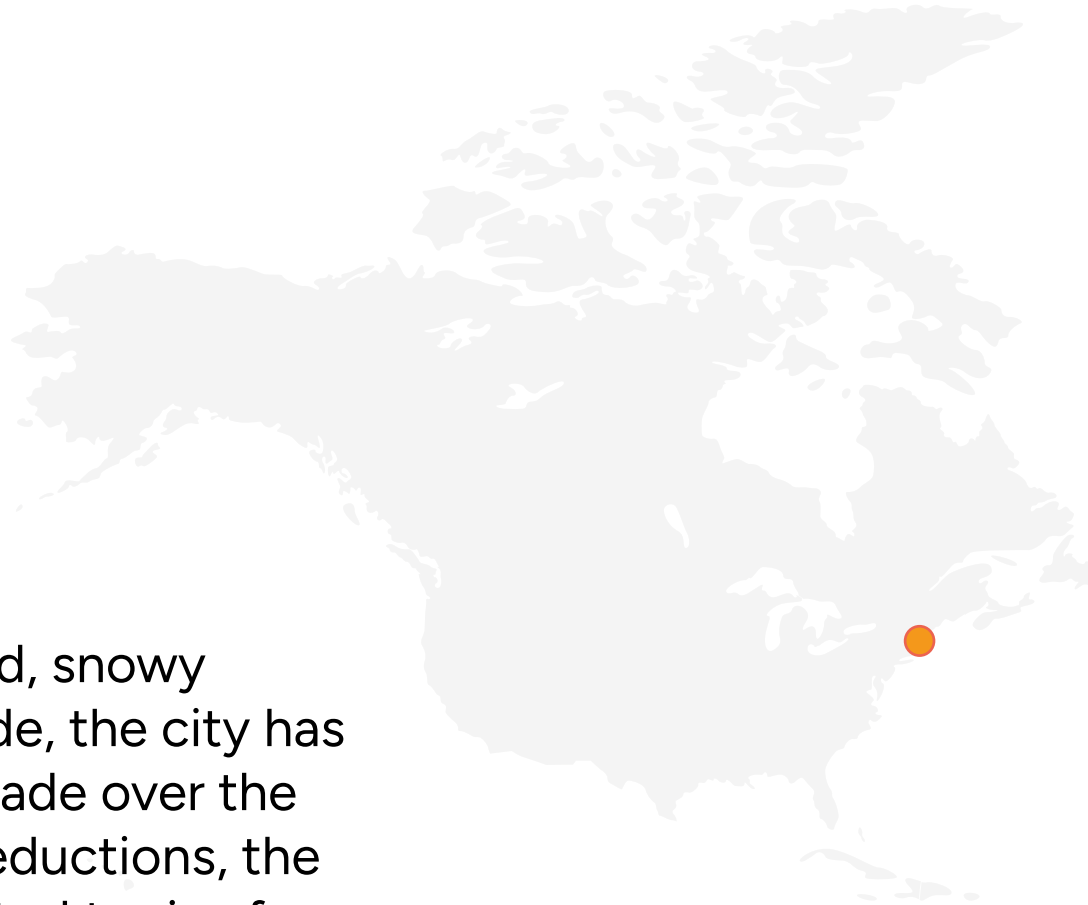 d, snowy
de, the city has
ade over the
eductions, the